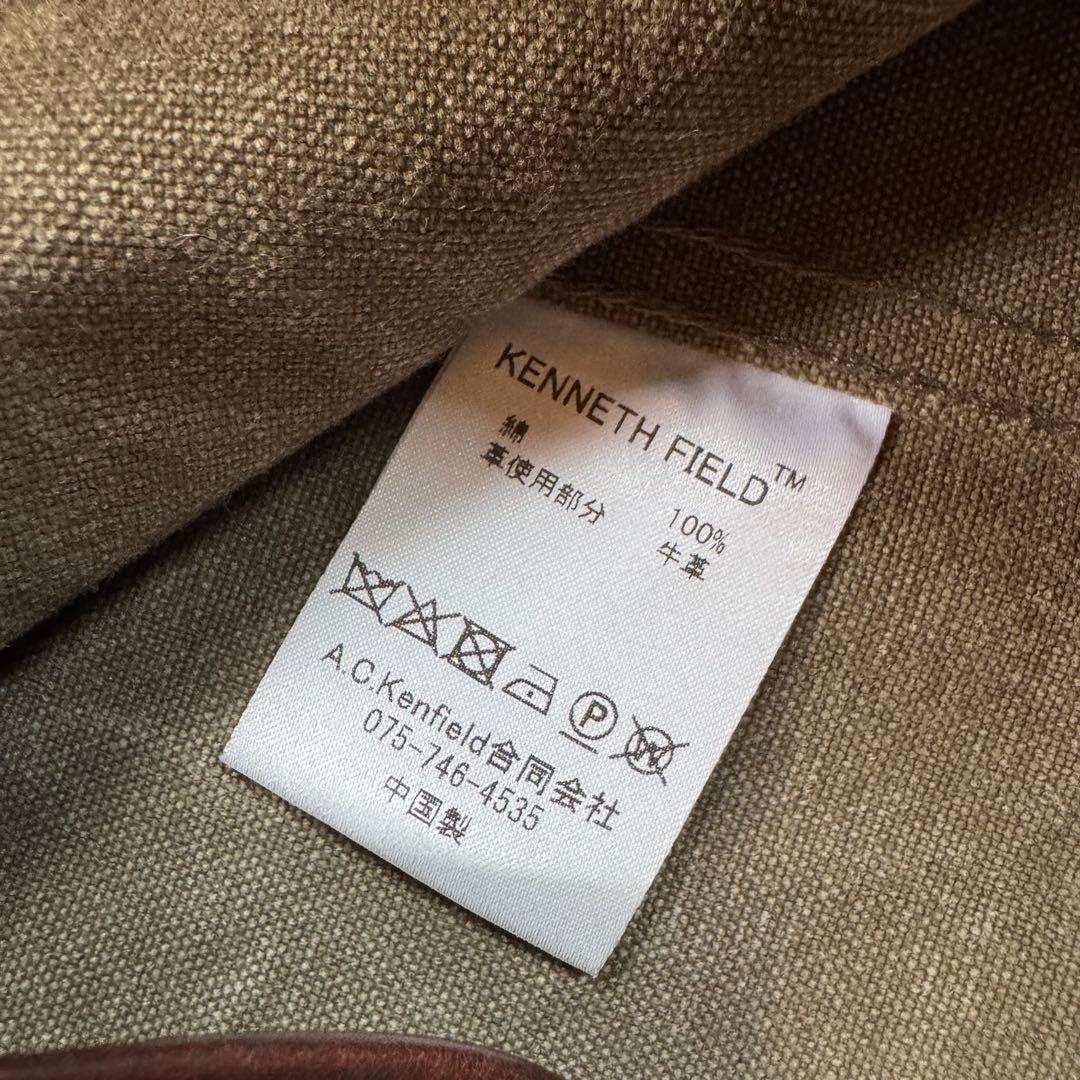 KENNETH FIELD™
綿 100%
革使用部分 牛革
P
W
A.C.Kenfield合同会社
075-746-4535
中国製